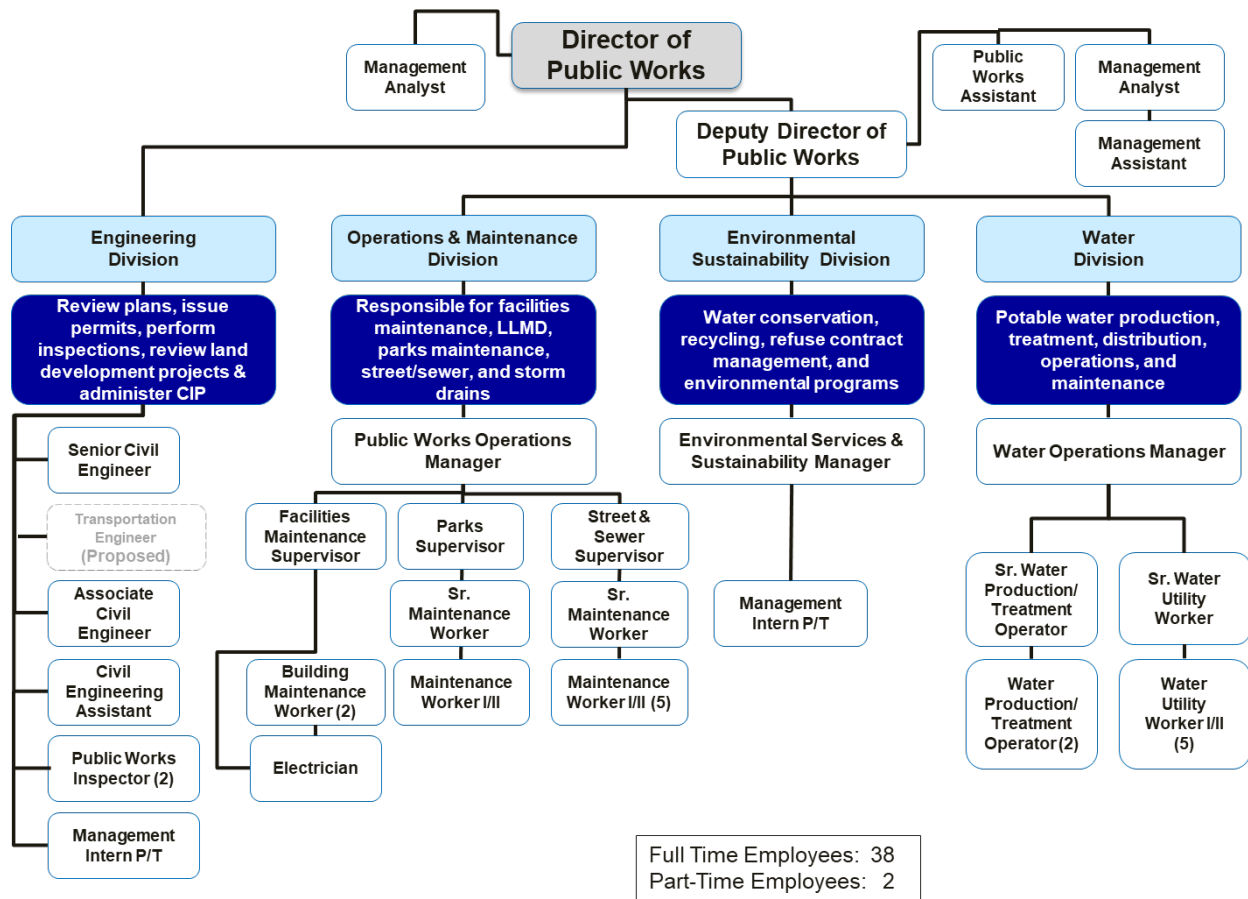 Director of
Public Works
Management
Analyst
Public
Works
Assistant
Management
Analyst
Deputy Director of
Public Works
Management
Assistant
Engineering
Division
Operations & Maintenance
Division
Environmental
Sustainability Division
Water
Division
Review plans, issue
permits, perform
inspections, review land
development projects &
administer CIP
Responsible for facilities
maintenance, LLMD,
parks maintenance,
street/sewer, and storm
drains
Water conservation,
recycling, refuse contract
management, and
environmental programs
Potable water production,
treatment, distribution,
operations, and
maintenance
Senior Civil
Engineer
Transportation
Engineer
(Proposed)
Associate
Civil
Engineer
Civil
Engineering
Assistant
Public Works
Inspector (2)
Management
Intern P/T
Public Works Operations
Manager
Facilities
Maintenance
Supervisor
Building
Maintenance
Worker (2)
Electrician
Parks
Supervisor
Sr.
Maintenance
Worker
Maintenance
Worker I/II
Street &
Sewer
Supervisor
Sr.
Maintenance
Worker
Maintenance
Worker I/II (5)
Environmental Services &
Sustainability Manager
Management
Intern P/T
Water Operations Manager
Sr. Water
Production/
Treatment
Operator
Water
Production/
Treatment
Operator (2)
Sr. Water
Utility
Worker
Water
Utility
Worker I/II
(5)
Full Time Employees: 38
Part-Time Employees: 2